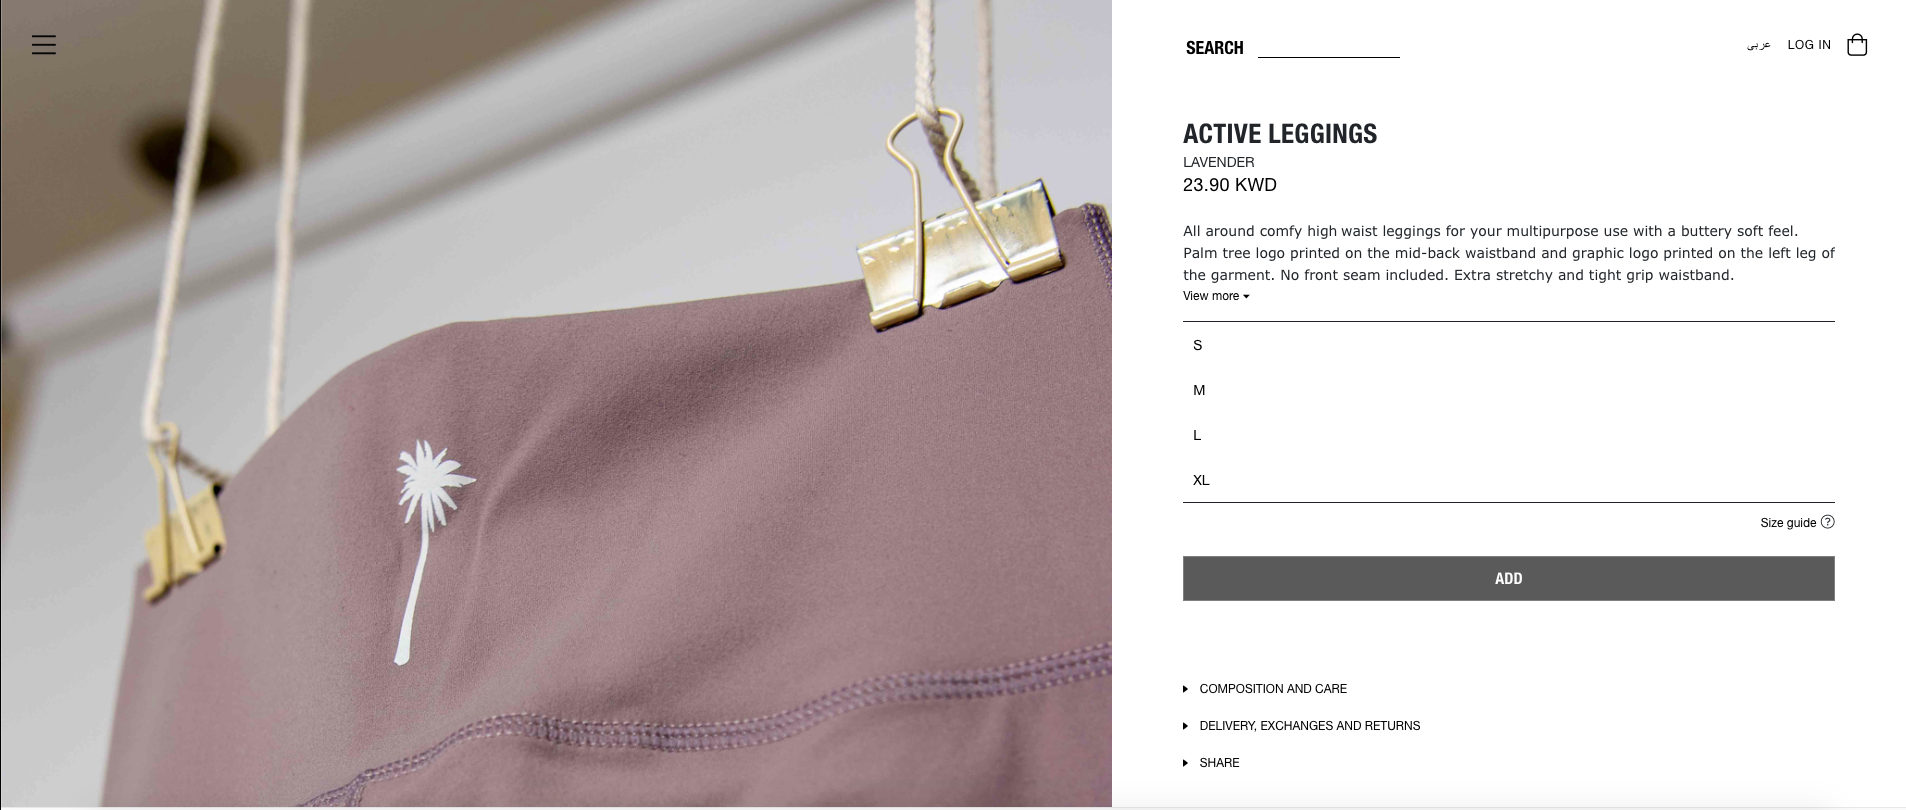 SEARCH
عربى
LOG IN
ACTIVE LEGGINGS
LAVENDER
23.90 KWD
All around comfy high waist leggings for your multipurpose use with a buttery soft feel.
Palm tree logo printed on the mid-back waistband and graphic logo printed on the left leg of
the garment. No front seam included. Extra stretchy and tight grip waistband.
View more
S
M
L
XL
Size guide ?
ADD
COMPOSITION AND CARE
DELIVERY, EXCHANGES AND RETURNS
SHARE